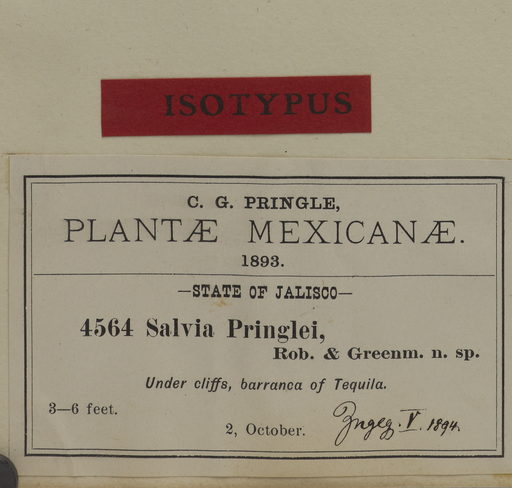 ISOTYPUS
C. G. PRINGLE,
PLANTÆ MEXICANÆ.
1893.
—STATE OF JALISCO—
4564 Salvia Pringlei,
Rob. & Greenm. n. sp.
Under cliffs, barranca of Tequila.
3—6 feet.
2, October.
V. 1894.